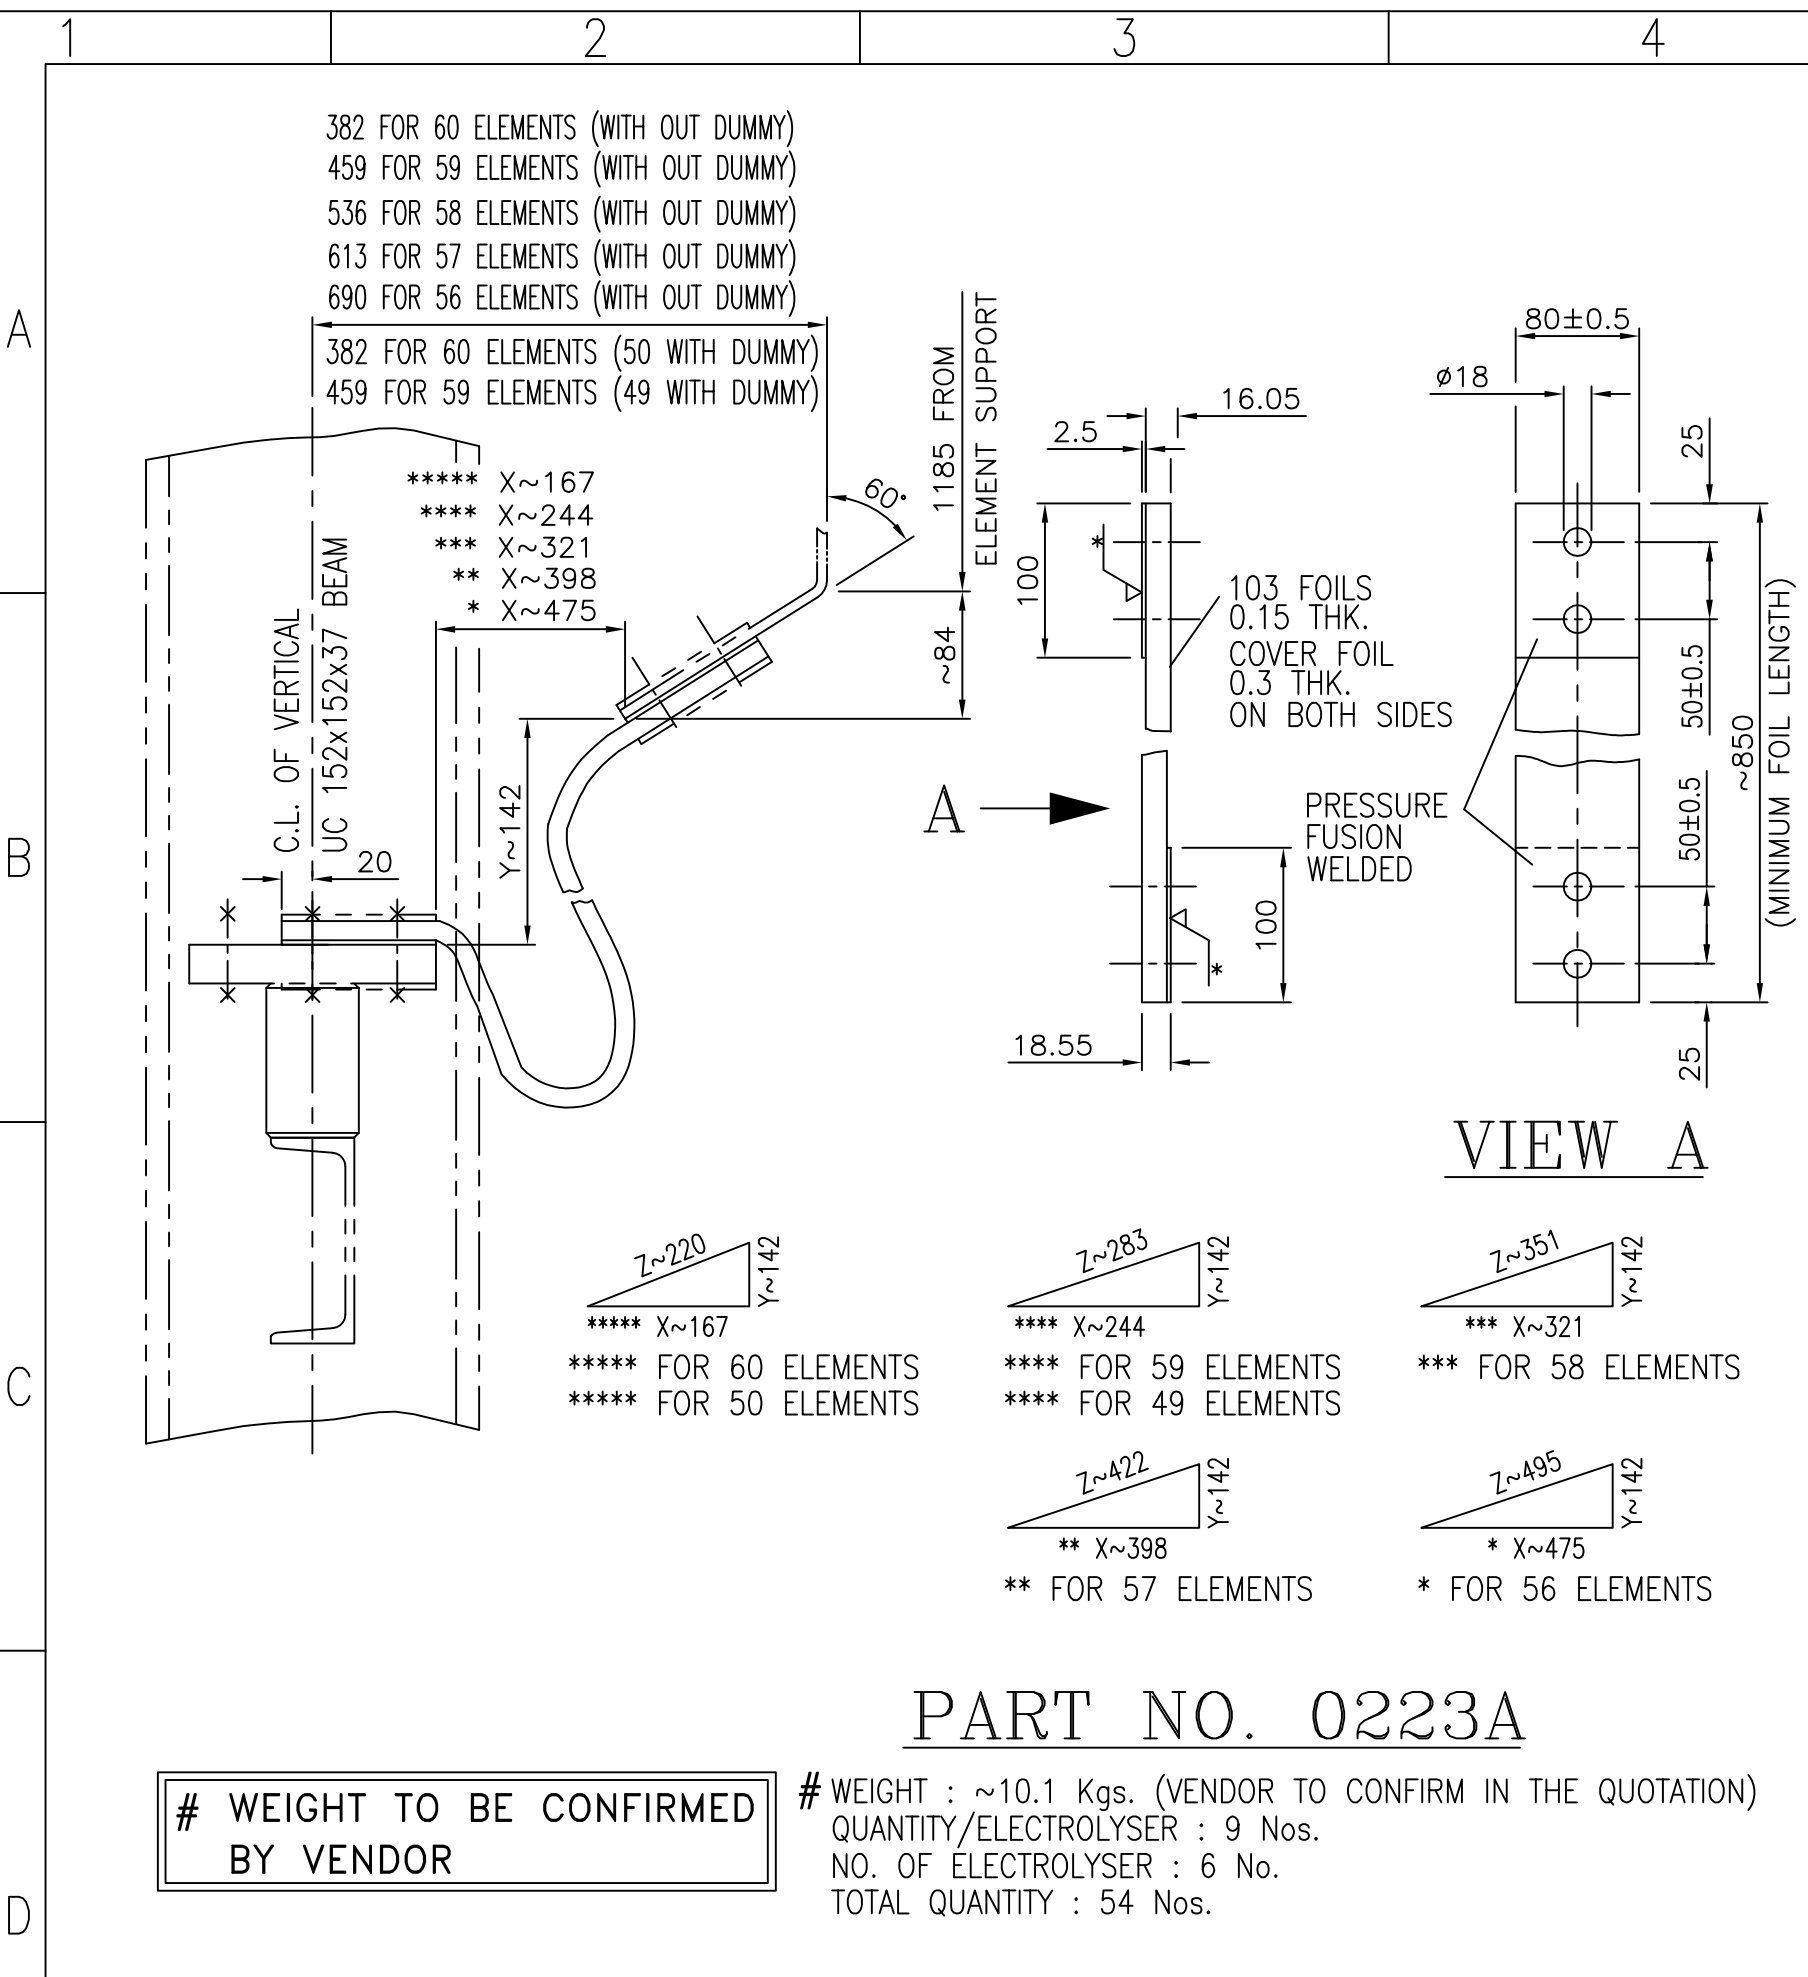 1 2 3 4
A
B
C
D
382 FOR 60 ELEMENTS (WITH OUT DUMMY)
459 FOR 59 ELEMENTS (WITH OUT DUMMY)
536 FOR 58 ELEMENTS (WITH OUT DUMMY)
613 FOR 57 ELEMENTS (WITH OUT DUMMY)
690 FOR 56 ELEMENTS (WITH OUT DUMMY)
382 FOR 60 ELEMENTS (50 WITH DUMMY)
459 FOR 59 ELEMENTS (49 WITH DUMMY)
***** X~167
**** X~244
*** X~321
** X~398
* X~475
60°
1185 FROM
ELEMENT SUPPORT
~84
C.L. OF VERTICAL
UC 152x152x37 BEAM
Y~142
20
16.05
2.5
100
*
103 FOILS
0.15 THK.
COVER FOIL
0.3 THK.
ON BOTH SIDES
A
100
*
18.55
80±0.5
ø18
25
50±0.5
~850
(MINIMUM FOIL LENGTH)
PRESSURE
FUSION
WELDED
50±0.5
25
VIEW A
Z~220
Y~142
***** X~167
***** FOR 60 ELEMENTS
***** FOR 50 ELEMENTS
Z~283
Y~142
**** X~244
**** FOR 59 ELEMENTS
**** FOR 49 ELEMENTS
Z~351
Y~142
*** X~321
*** FOR 58 ELEMENTS
Z~422
Y~142
** X~398
** FOR 57 ELEMENTS
Z~495
Y~142
* X~475
* FOR 56 ELEMENTS
PART NO. 0223A
# WEIGHT TO BE CONFIRMED
BY VENDOR
# WEIGHT : ~10.1 Kgs. (VENDOR TO CONFIRM IN THE QUOTATION)
QUANTITY/ELECTROLYSER : 9 Nos.
NO. OF ELECTROLYSER : 6 No.
TOTAL QUANTITY : 54 Nos.